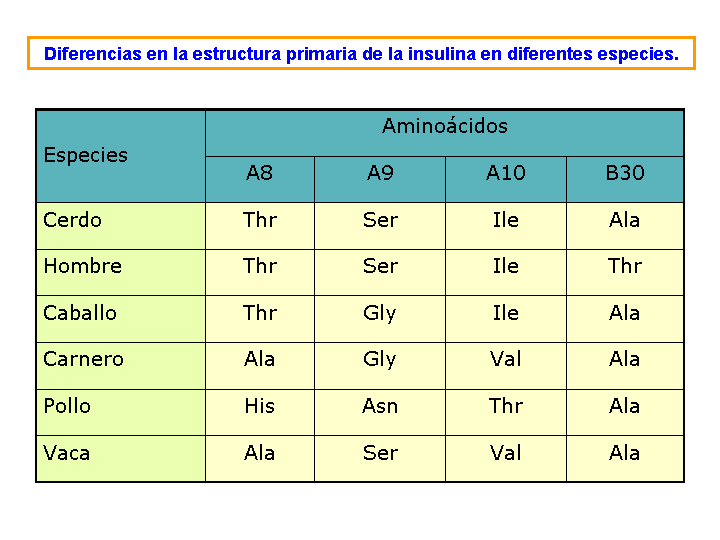 Diferencias en la estructura primaria de la insulina en diferentes especies.
Especies Aminoácidos
A8 A9 A10 B30
Cerdo Thr Ser Ile Ala
Hombre Thr Ser Ile Thr
Caballo Thr Gly Ile Ala
Carnero Ala Gly Val Ala
Pollo His Asn Thr Ala
Vaca Ala Ser Val Ala